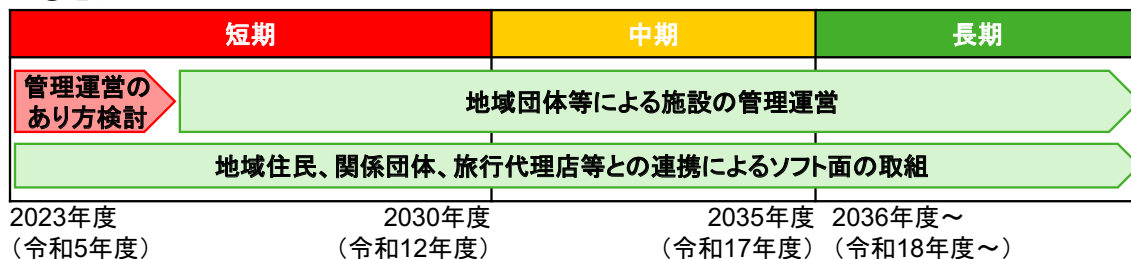 短期
中期
長期
管理運営の
あり方検討
地域団体等による施設の管理運営
地域住民、関係団体、旅行代理店等との連携によるソフト面の取組
2023年度
（令和5年度）
2030年度
（令和12年度）
2035年度
（令和17年度）
2036年度～
（令和18年度～）